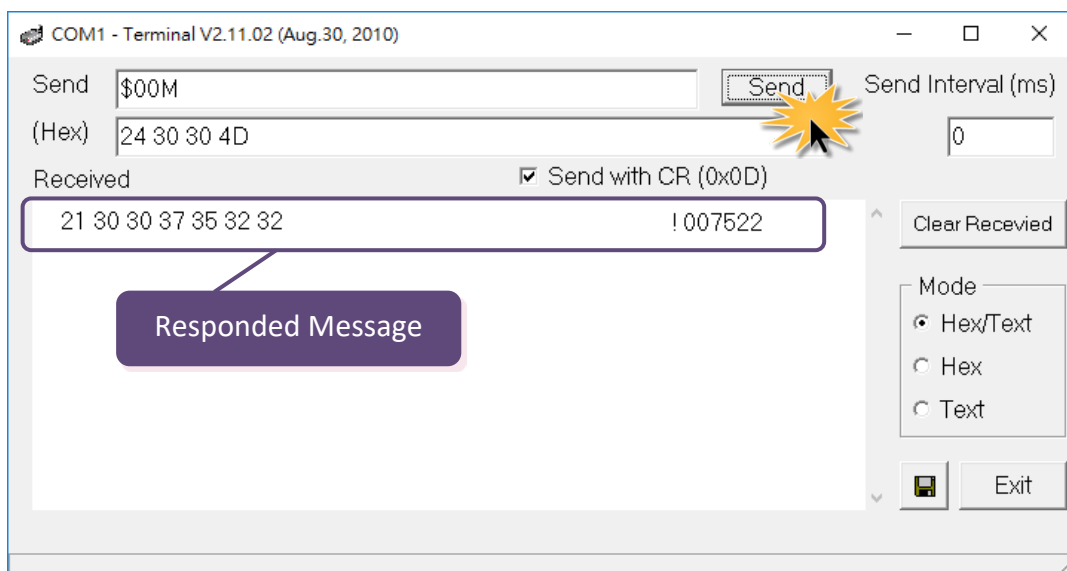 COM1 - Terminal V2.11.02 (Aug.30, 2010)
Send $00M Send Send Interval (ms)
(Hex) 24 30 30 4D 0
Received Send with CR (0x0D)
21 30 30 37 35 32 32 !007522
Clear Recevied
Responded Message
Mode
Hex/Text
Hex
Text
Exit